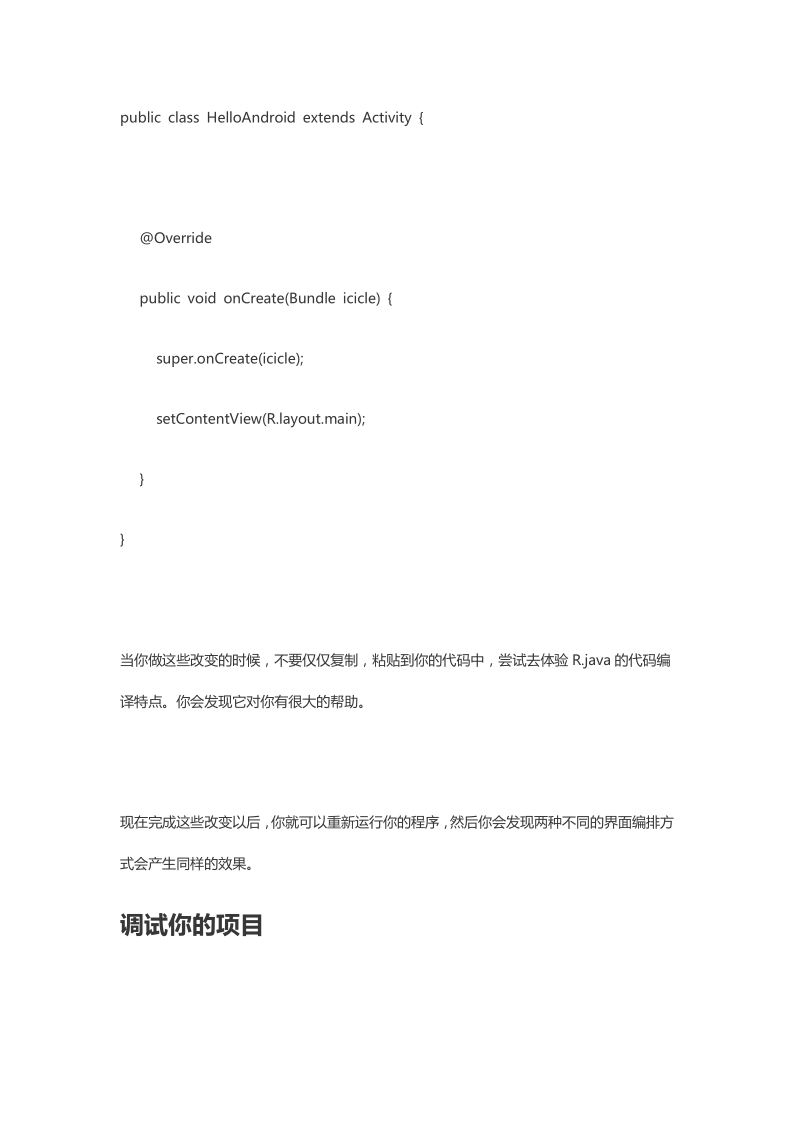 public class HelloAndroid extends Activity {
@Override
public void onCreate(Bundle icicle) {
super.onCreate(icicle);
setContentView(R.layout.main);
}
}
当你做这些改变的时候，不要仅仅复制，粘贴到你的代码中，尝试去体验 R.java 的代码编
译特点。你会发现它对你有很大的帮助。
现在完成这些改变以后，你就可以重新运行你的程序，然后你会发现两种不同的界面编排方
式会产生同样的效果。
调试你的项目